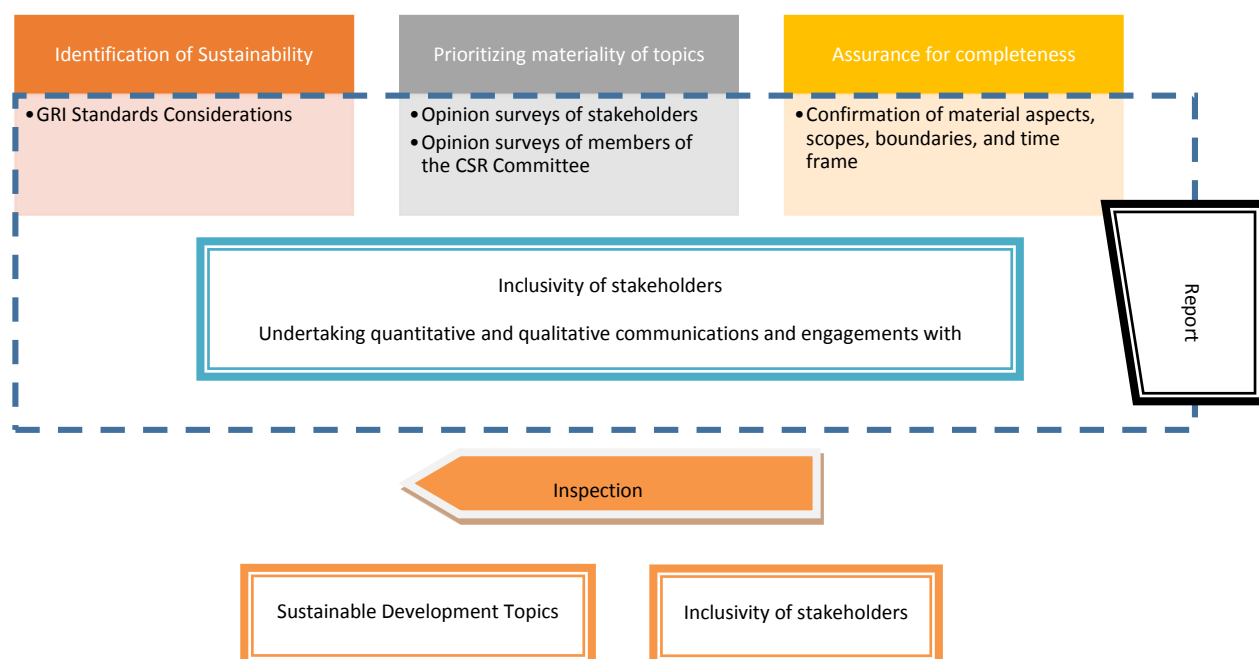 Identification of Sustainability
•GRI Standards Considerations
Prioritizing materiality of topics
•Opinion surveys of stakeholders
•Opinion surveys of members of
the CSR Committee
Assurance for completeness
•Confirmation of material aspects,
scopes, boundaries, and time
frame
Inclusivity of stakeholders
Undertaking quantitative and qualitative communications and engagements with
Report
Inspection
Sustainable Development Topics
Inclusivity of stakeholders